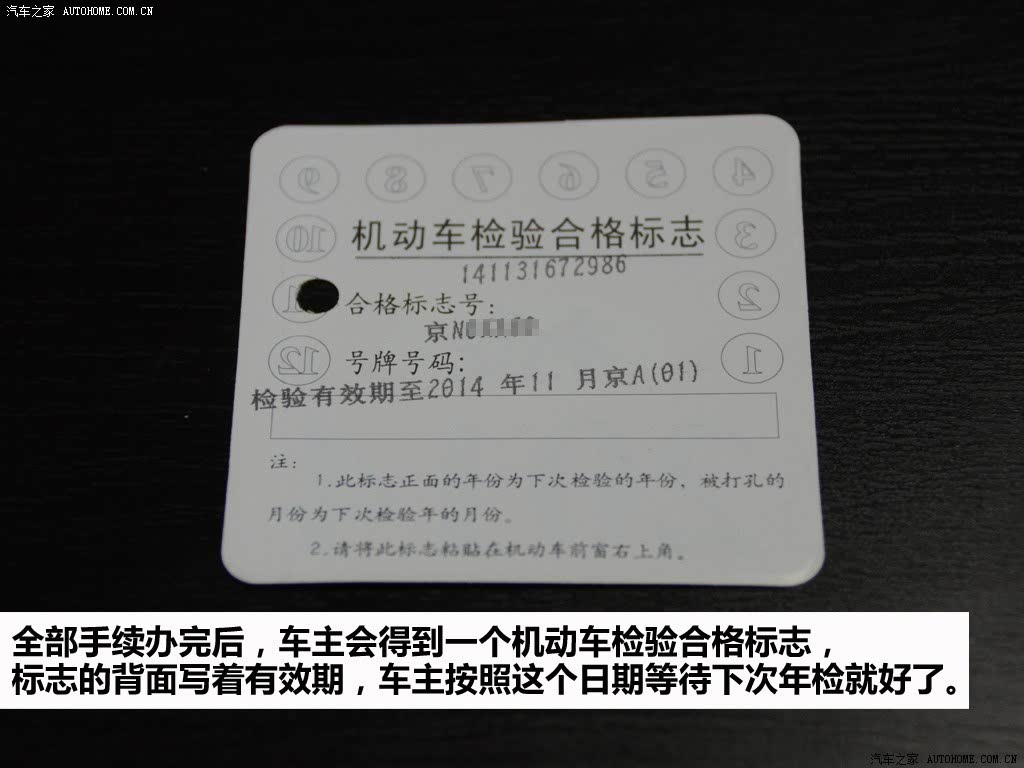 汽车之家 AUTOHOME.COM.CN
9 8 7 6 5 4
10 机动车检验合格标志 3
141131672986
合格标志号： 2
京N
12 号牌号码： 1
检验有效期至2014 年11 月京A(01)
注：
1.此标志正面的年份为下次检验的年份，被打孔的
月份为下次检验年的月份。
2.请将此标志粘贴在机动车前窗右上角。
全部手续办完后，车主会得到一个机动车检验合格标志，
标志的背面写着有效期，车主按照这个日期等待下次年检就好了。
汽车之家 AUTOHOME.COM.CN